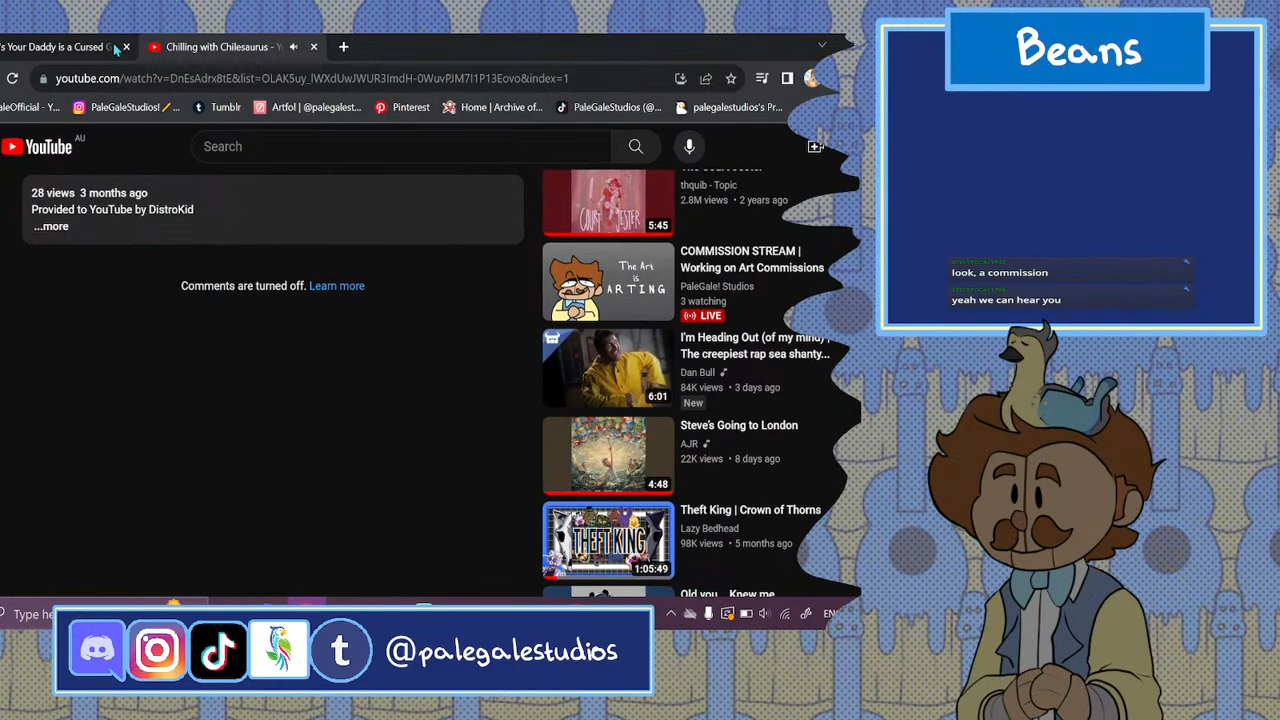 's Your Daddy is a Cursed
Chilling with Chilesaurus -
youtube.com/watch?v=DnEsAdrx8tE&list=OLAK5uy_lWXdUwJWUR3ImdH-0WuvPJM7I1P13Eovo&index=1
aleOfficial - Y...
PaleGaleStudios!
Tumblr
Artfol | @palegalest...
Pinterest
Home | Archive of...
PaleGaleStudios (@...
palegalestudios's Pr...
YouTube
AU
Search
28 views 3 months ago
Provided to YouTube by DistroKid
...more
Comments are turned off. Learn more
thquib - Topic
2.8M views • 2 years ago
COURT JESTER
5:45
COMMISSION STREAM |
Working on Art Commissions
PaleGale! Studios
3 watching
LIVE
The Art is ARTING
I'm Heading Out (of my mind) |
The creepiest rap sea shanty...
Dan Bull
84K views • 3 days ago
New
6:01
Steve's Going to London
AJR
22K views • 8 days ago
4:48
Theft King | Crown of Thorns
Lazy Bedhead
98K views • 5 months ago
THEFT KING
1:05:49
Old you... Knew me
Type he
EN
@palegalestudios
t
Beans
look, a commission
yeah we can hear you